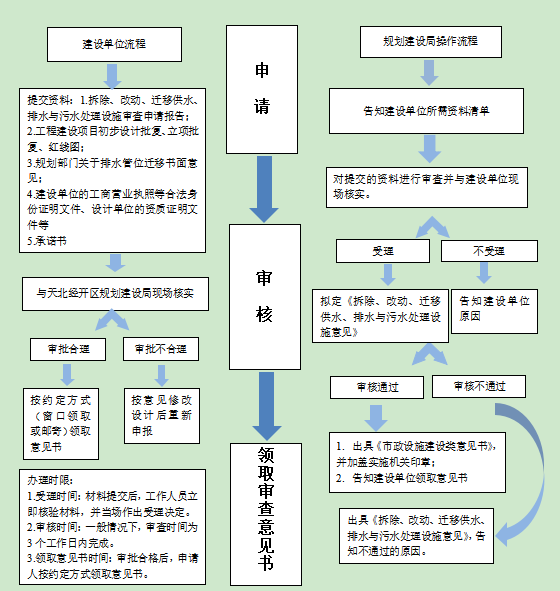 建设单位流程
提交资料：1.拆除、改动、迁移供水、
排水与污水处理设施审查申请报告；
2.工程建设项目初步设计批复、立项批
复、红线图；
3.规划部门关于排水管位迁移书面意
见；
4.建设单位的工商营业执照等合法身
份证明文件、设计单位的资质证明文
件等
5.承诺书
与天北经开区规划建设局现场核实
审批合理
审批不合理
按约定方式
（窗口领取
或邮寄）领取
意见书
按意见修改
设计后重新
申报
办理时限：
1.受理时间：材料提交后，工作人员立
即核验材料，并当场作出受理决定。
2.审核时间：一般情况下，审查时间为
3个工作日内完成。
3.领取意见书时间：审批合格后，申请
人按约定方式领取意见书。
申
请
审
核
领
取
审
查
意
见
书
规划建设局操作流程
告知建设单位所需资料清单
对提交的资料进行审查并与建设单位现
场核实。
受理
不受理
拟定《拆除、改动、迁移
供水、排水与污水处理设
施意见》
告知建设单位
原因
审核通过
审核不通过
1. 出具《市政设施建设类意见书》，
并加盖实施机关印章；
2. 告知建设单位领取意见书
出具《拆除、改动、迁移供水、
排水与污水处理设施意见》，告
知不通过的原因。